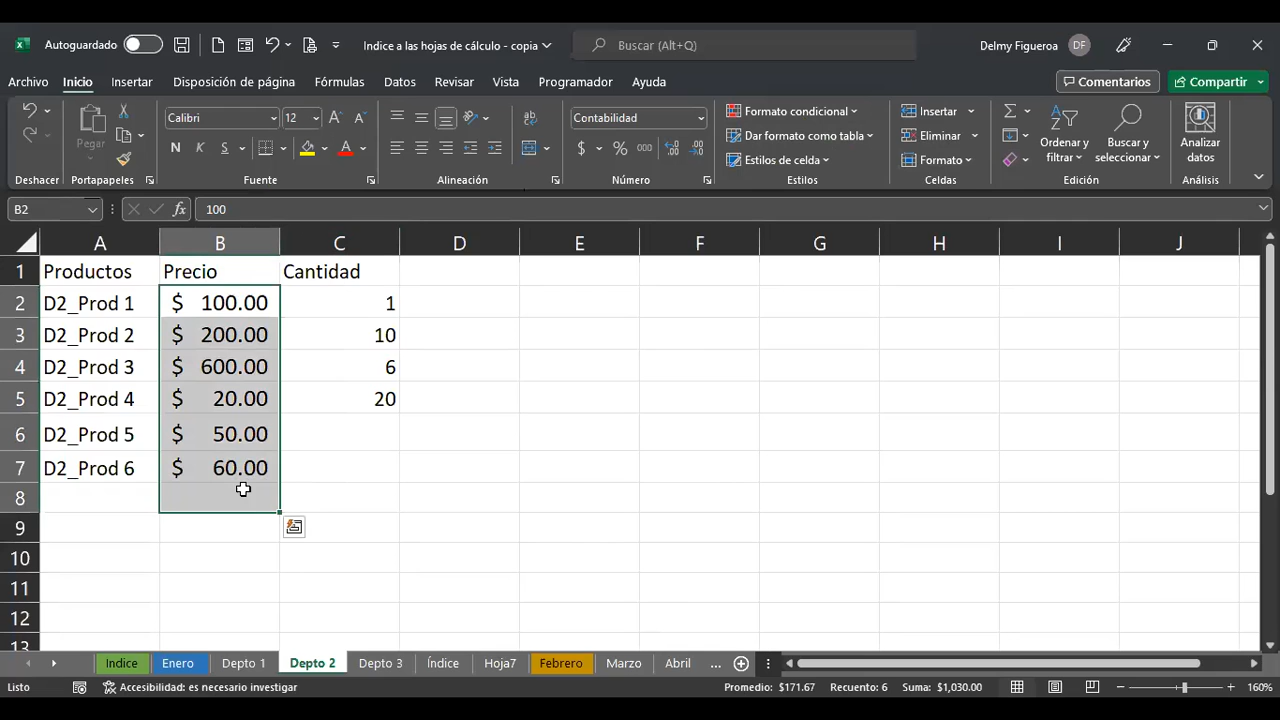 Autoguardado
Indice a las hojas de cálculo - copia
Buscar (Alt+Q)
Delmy Figueroa
DF
Archivo
Inicio
Insertar
Disposición de página
Fórmulas
Datos
Revisar
Vista
Programador
Ayuda
Comentarios
Compartir
Pegar
Calibri
12
N K S
Contabilidad
$ % 000
Formato condicional
Dar formato como tabla
Estilos de celda
Insertar
Eliminar
Formato
Ordenar y
filtrar
Buscar y
seleccionar
Analizar
datos
Deshacer
Portapapeles
Fuente
Alineación
Número
Estilos
Celdas
Edición
Análisis
B2
fx
100
A B C D E F G H I J
1 Productos Precio Cantidad
2 D2_Prod 1 $ 100.00 1
3 D2_Prod 2 $ 200.00 10
4 D2_Prod 3 $ 600.00 6
5 D2_Prod 4 $ 20.00 20
6 D2_Prod 5 $ 50.00
7 D2_Prod 6 $ 60.00
8
9
10
11
12
13
Indice Enero Depto 1 Depto 2 Depto 3 Índice Hoja7 Febrero Marzo Abril ...
Listo
Accesibilidad: es necesario investigar
Promedio: $171.67 Recuento: 6 Suma: $1,030.00
160%